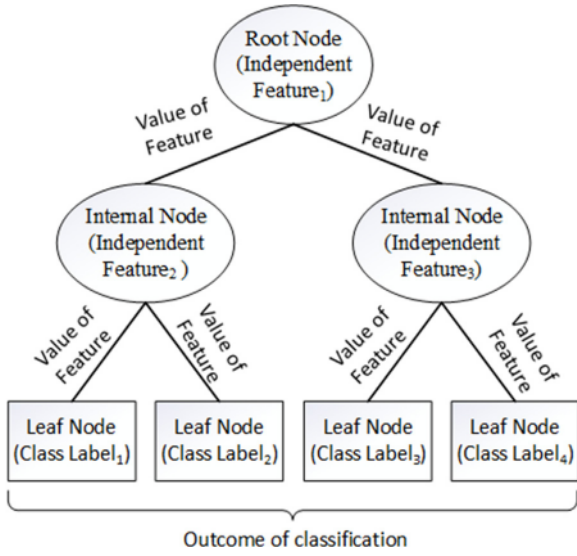 Root Node
(Independent
Feature₁)
Value of
Feature
Value of
Feature
Internal Node
(Independent
Feature₂ )
Internal Node
(Independent
Feature₃)
Value of
Feature
Value of
Feature
Value of
Feature
Value of
Feature
Leaf Node
(Class Label₁)
Leaf Node
(Class Label₂)
Leaf Node
(Class Label₃)
Leaf Node
(Class Label₄)
Outcome of classification